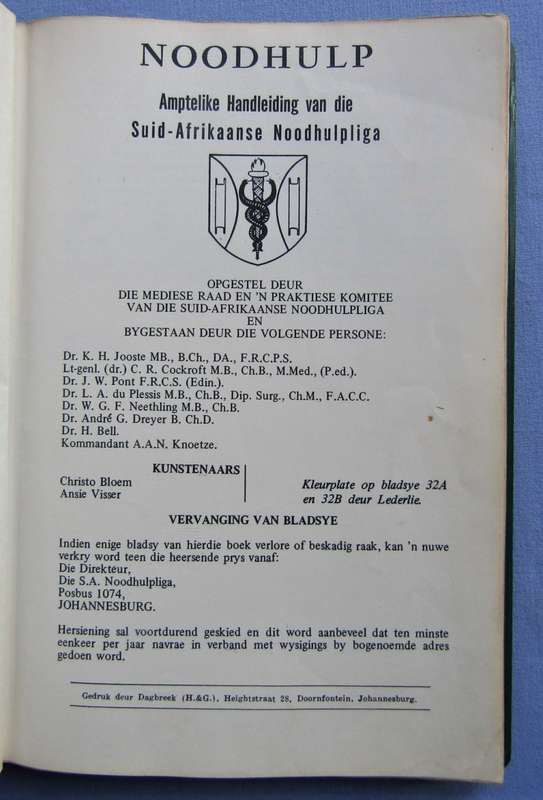 NOODHULP
Amptelike Handleiding van die
Suid-Afrikaanse Noodhulpliga
OPGESTEL DEUR
DIE MEDIESE RAAD EN 'N PRAKTIESE KOMITEE
VAN DIE SUID-AFRIKAANSE NOODHULPLIGA
EN
BYGESTAAN DEUR DIE VOLGENDE PERSONE:
Dr. K. H. Jooste MB., B.Ch., DA., F.R.C.P.S.
Lt-genl. (dr.) C. R. Cockroft M.B., Ch.B., M.Med., (P.ed.).
Dr. J. W. Pont F.R.C.S. (Edin.).
Dr. L. A. du Plessis M.B., Ch.B., Dip. Surg., Ch.M., F.A.C.C.
Dr. W. G. F. Neethling M.B., Ch.B.
Dr. André G. Dreyer B. Ch.D.
Dr. H. Bell.
Kommandant A.A.N. Knoetze.
KUNSTENAARS
Christo Bloem
Ansie Visser
Kleurplate op bladsye 32A
en 32B deur Lederlie.
VERVANGING VAN BLADSYE
Indien enige bladsy van hierdie boek verlore of beskadig raak, kan 'n nuwe
verkry word teen die heersende prys vanaf:
Die Direkteur,
Die S.A. Noodhulpliga,
Posbus 1074,
JOHANNESBURG.
Hersiening sal voortdurend geskied en dit word aanbeveel dat ten minste
eenkeer per jaar navrae in verband met wysigings by bogenoemde adres
gedoen word.
Gedruk deur Dagbreek (H.&G.), Heightstraat 28, Doornfontein, Johannesburg.